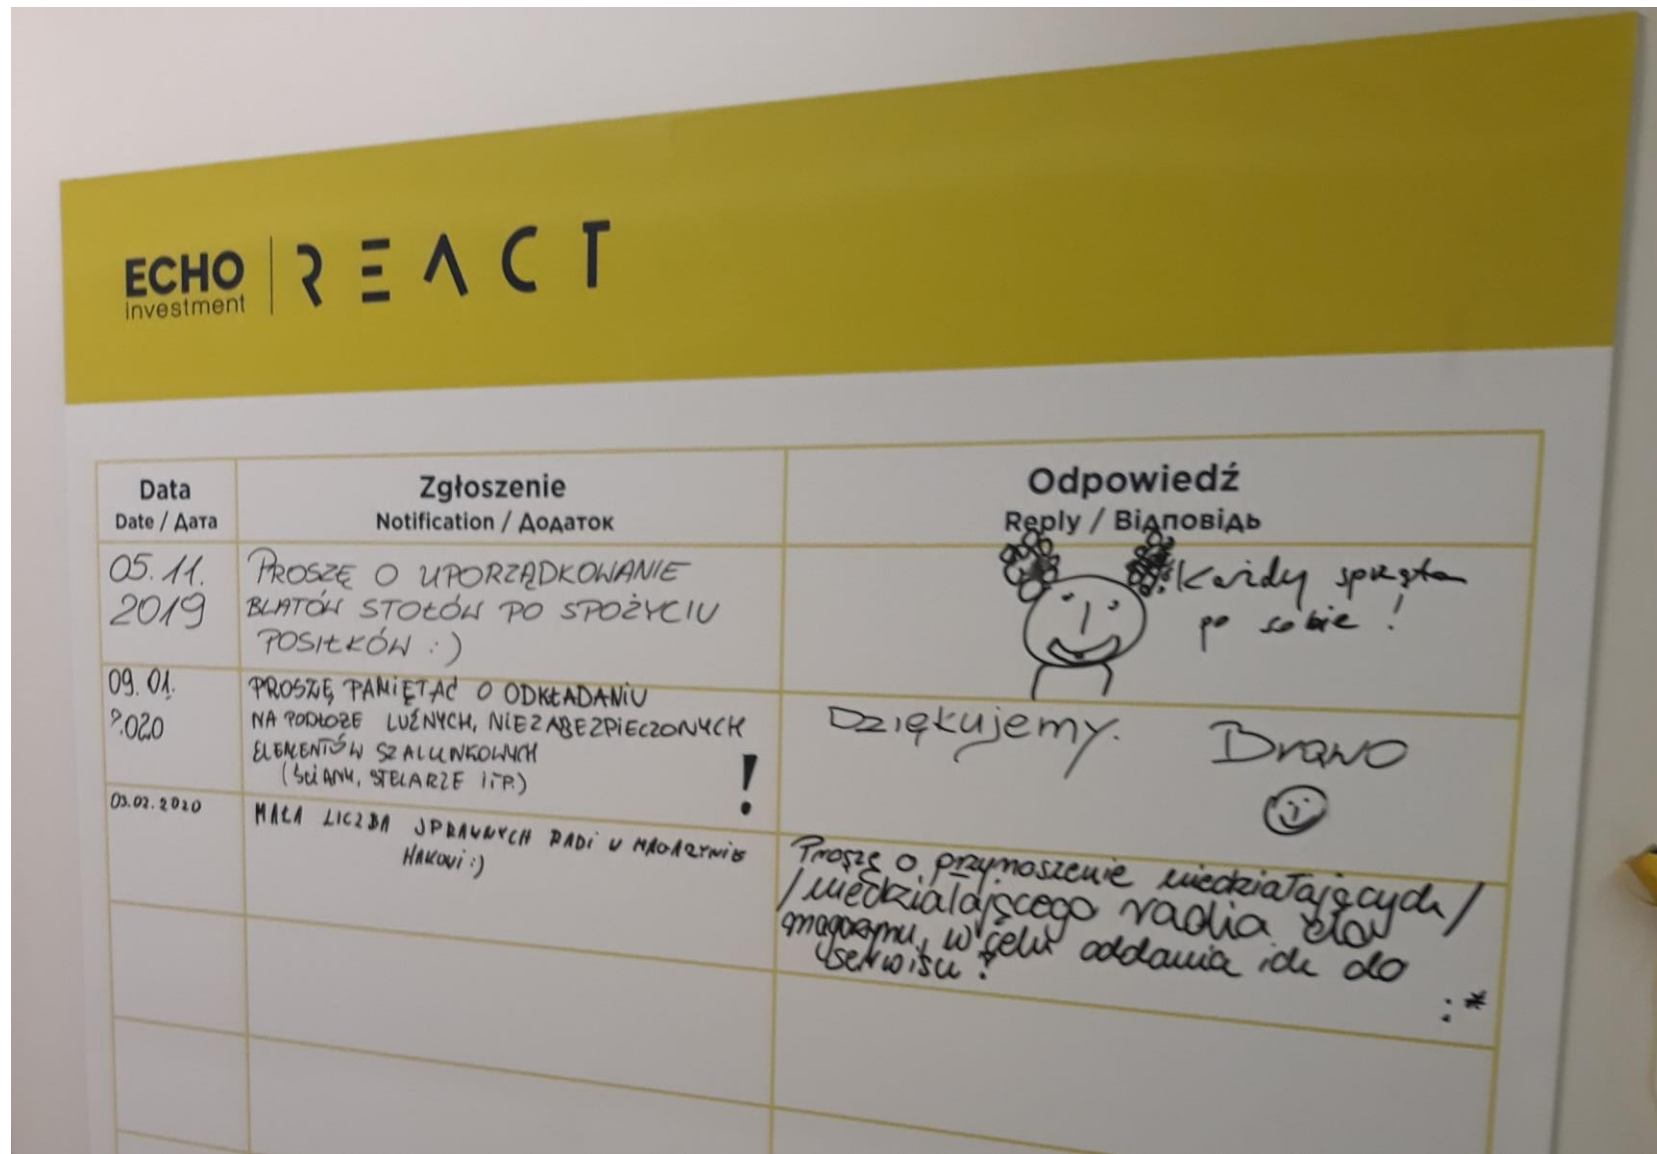 ECHO
investment
REACT
Data
Date / Дата
Zgłoszenie
Notification / Додаток
Odpowiedź
Reply / Відповідь
05.11.
2019
PROSZĘ O UPORZĄDKOWANIE
BLATÓW STOŁÓW PO SPOŻYCIU
POSIŁKÓW :)
Każdy sprząta
po sobie !
09.01.
2020
PROSZĘ PAMIĘTAĆ O ODKŁADANIU
NA PODŁOŻE LUŹNYCH, NIEZABEZPIECZONYCH
ELEMENTÓW SZALUNKOWYCH
(ŚCIANY, STELARZE ITP.) !
Dziękujemy. Brawo
03.02.2020
MAŁA LICZBA SPRAWNYCH RADI W MAGAZYNIE
HAKOWI :)
Proszę o przynoszenie niedziałających /
/ niedziałającego radia do
magazynu, w celu oddania ich do
serwisu !
:*